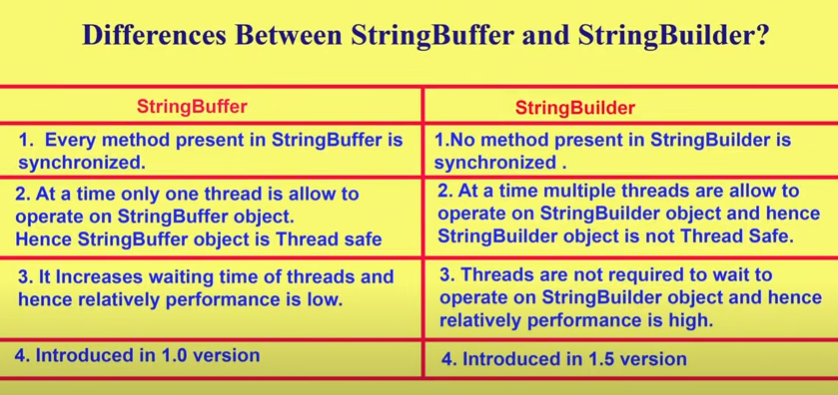 Differences Between StringBuffer and StringBuilder?
StringBuffer
StringBuilder
1. Every method present in StringBuffer is
synchronized.
1.No method present in StringBuilder is
synchronized .
2. At a time only one thread is allow to
operate on StringBuffer object.
Hence StringBuffer object is Thread safe
2. At a time multiple threads are allow to
operate on StringBuilder object and hence
StringBuilder object is not Thread Safe.
3. It Increases waiting time of threads and
hence relatively performance is low.
3. Threads are not required to wait to
operate on StringBuilder object and hence
relatively performance is high.
4. Introduced in 1.0 version
4. Introduced in 1.5 version